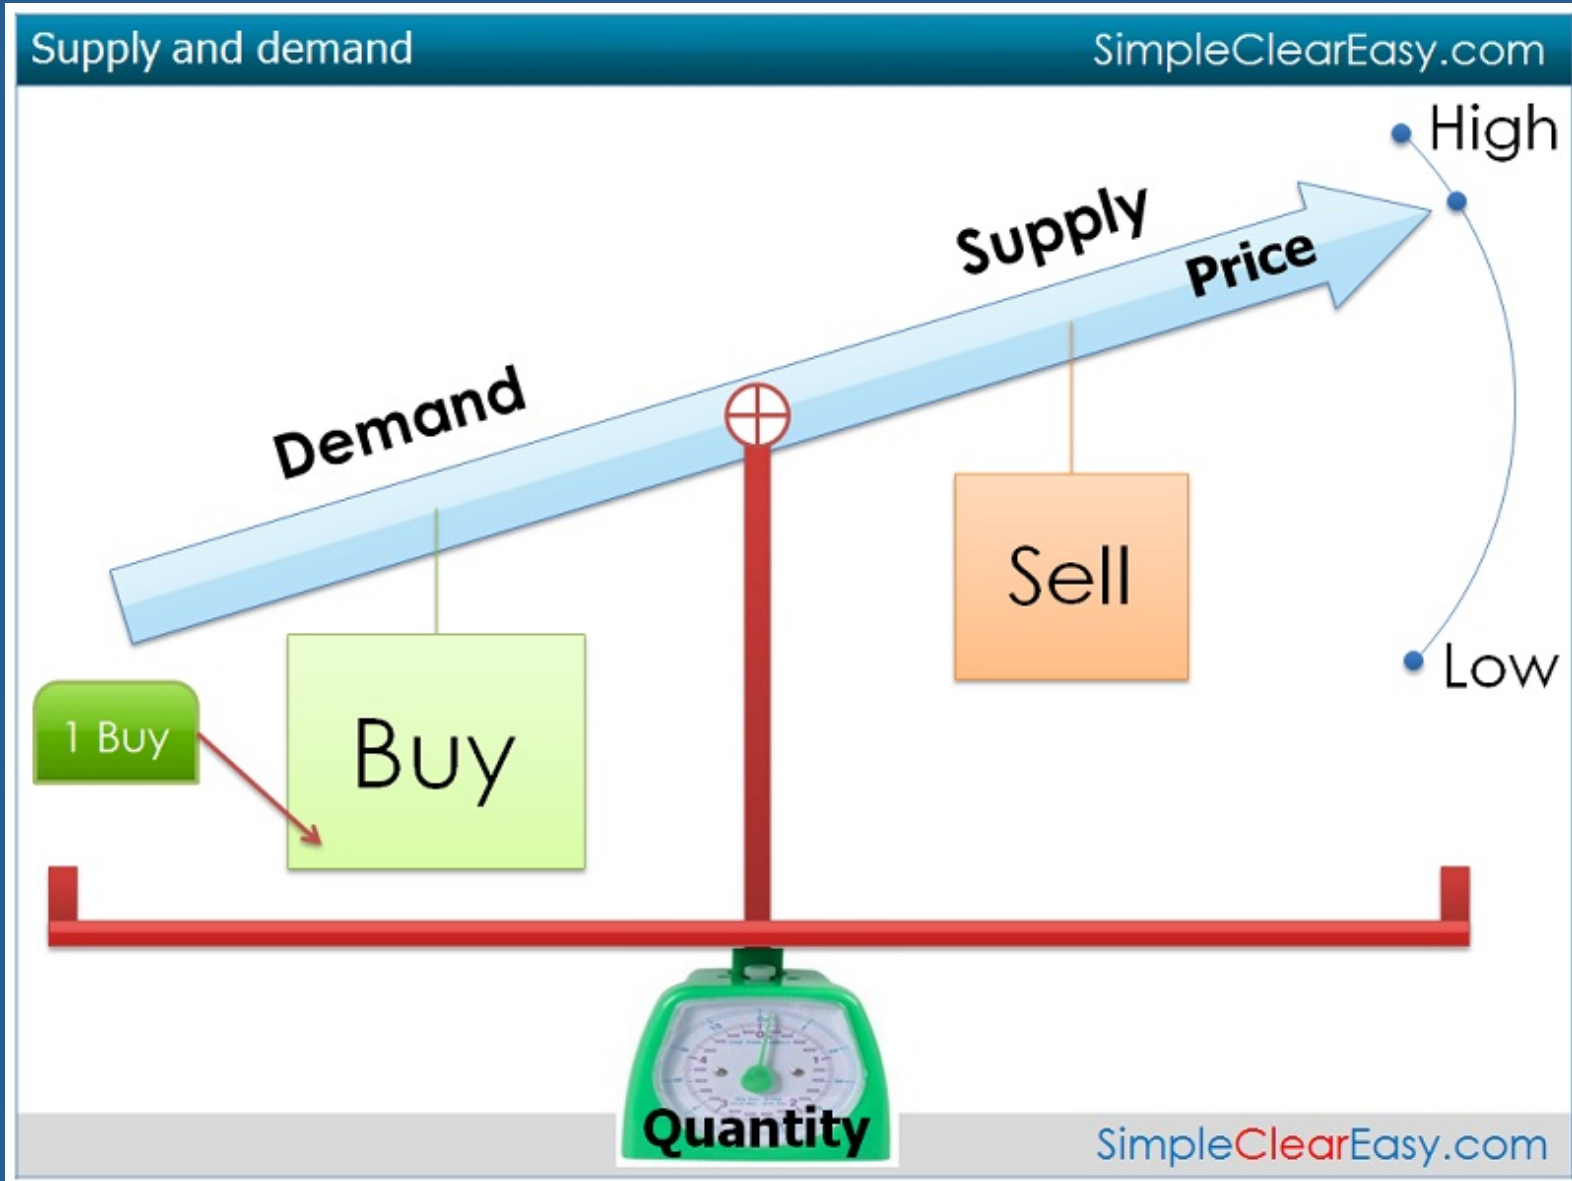 Supply and demand
SimpleClearEasy.com
High
Supply
Price
Demand
Sell
Low
1 Buy
Buy
Quantity
SimpleClearEasy.com